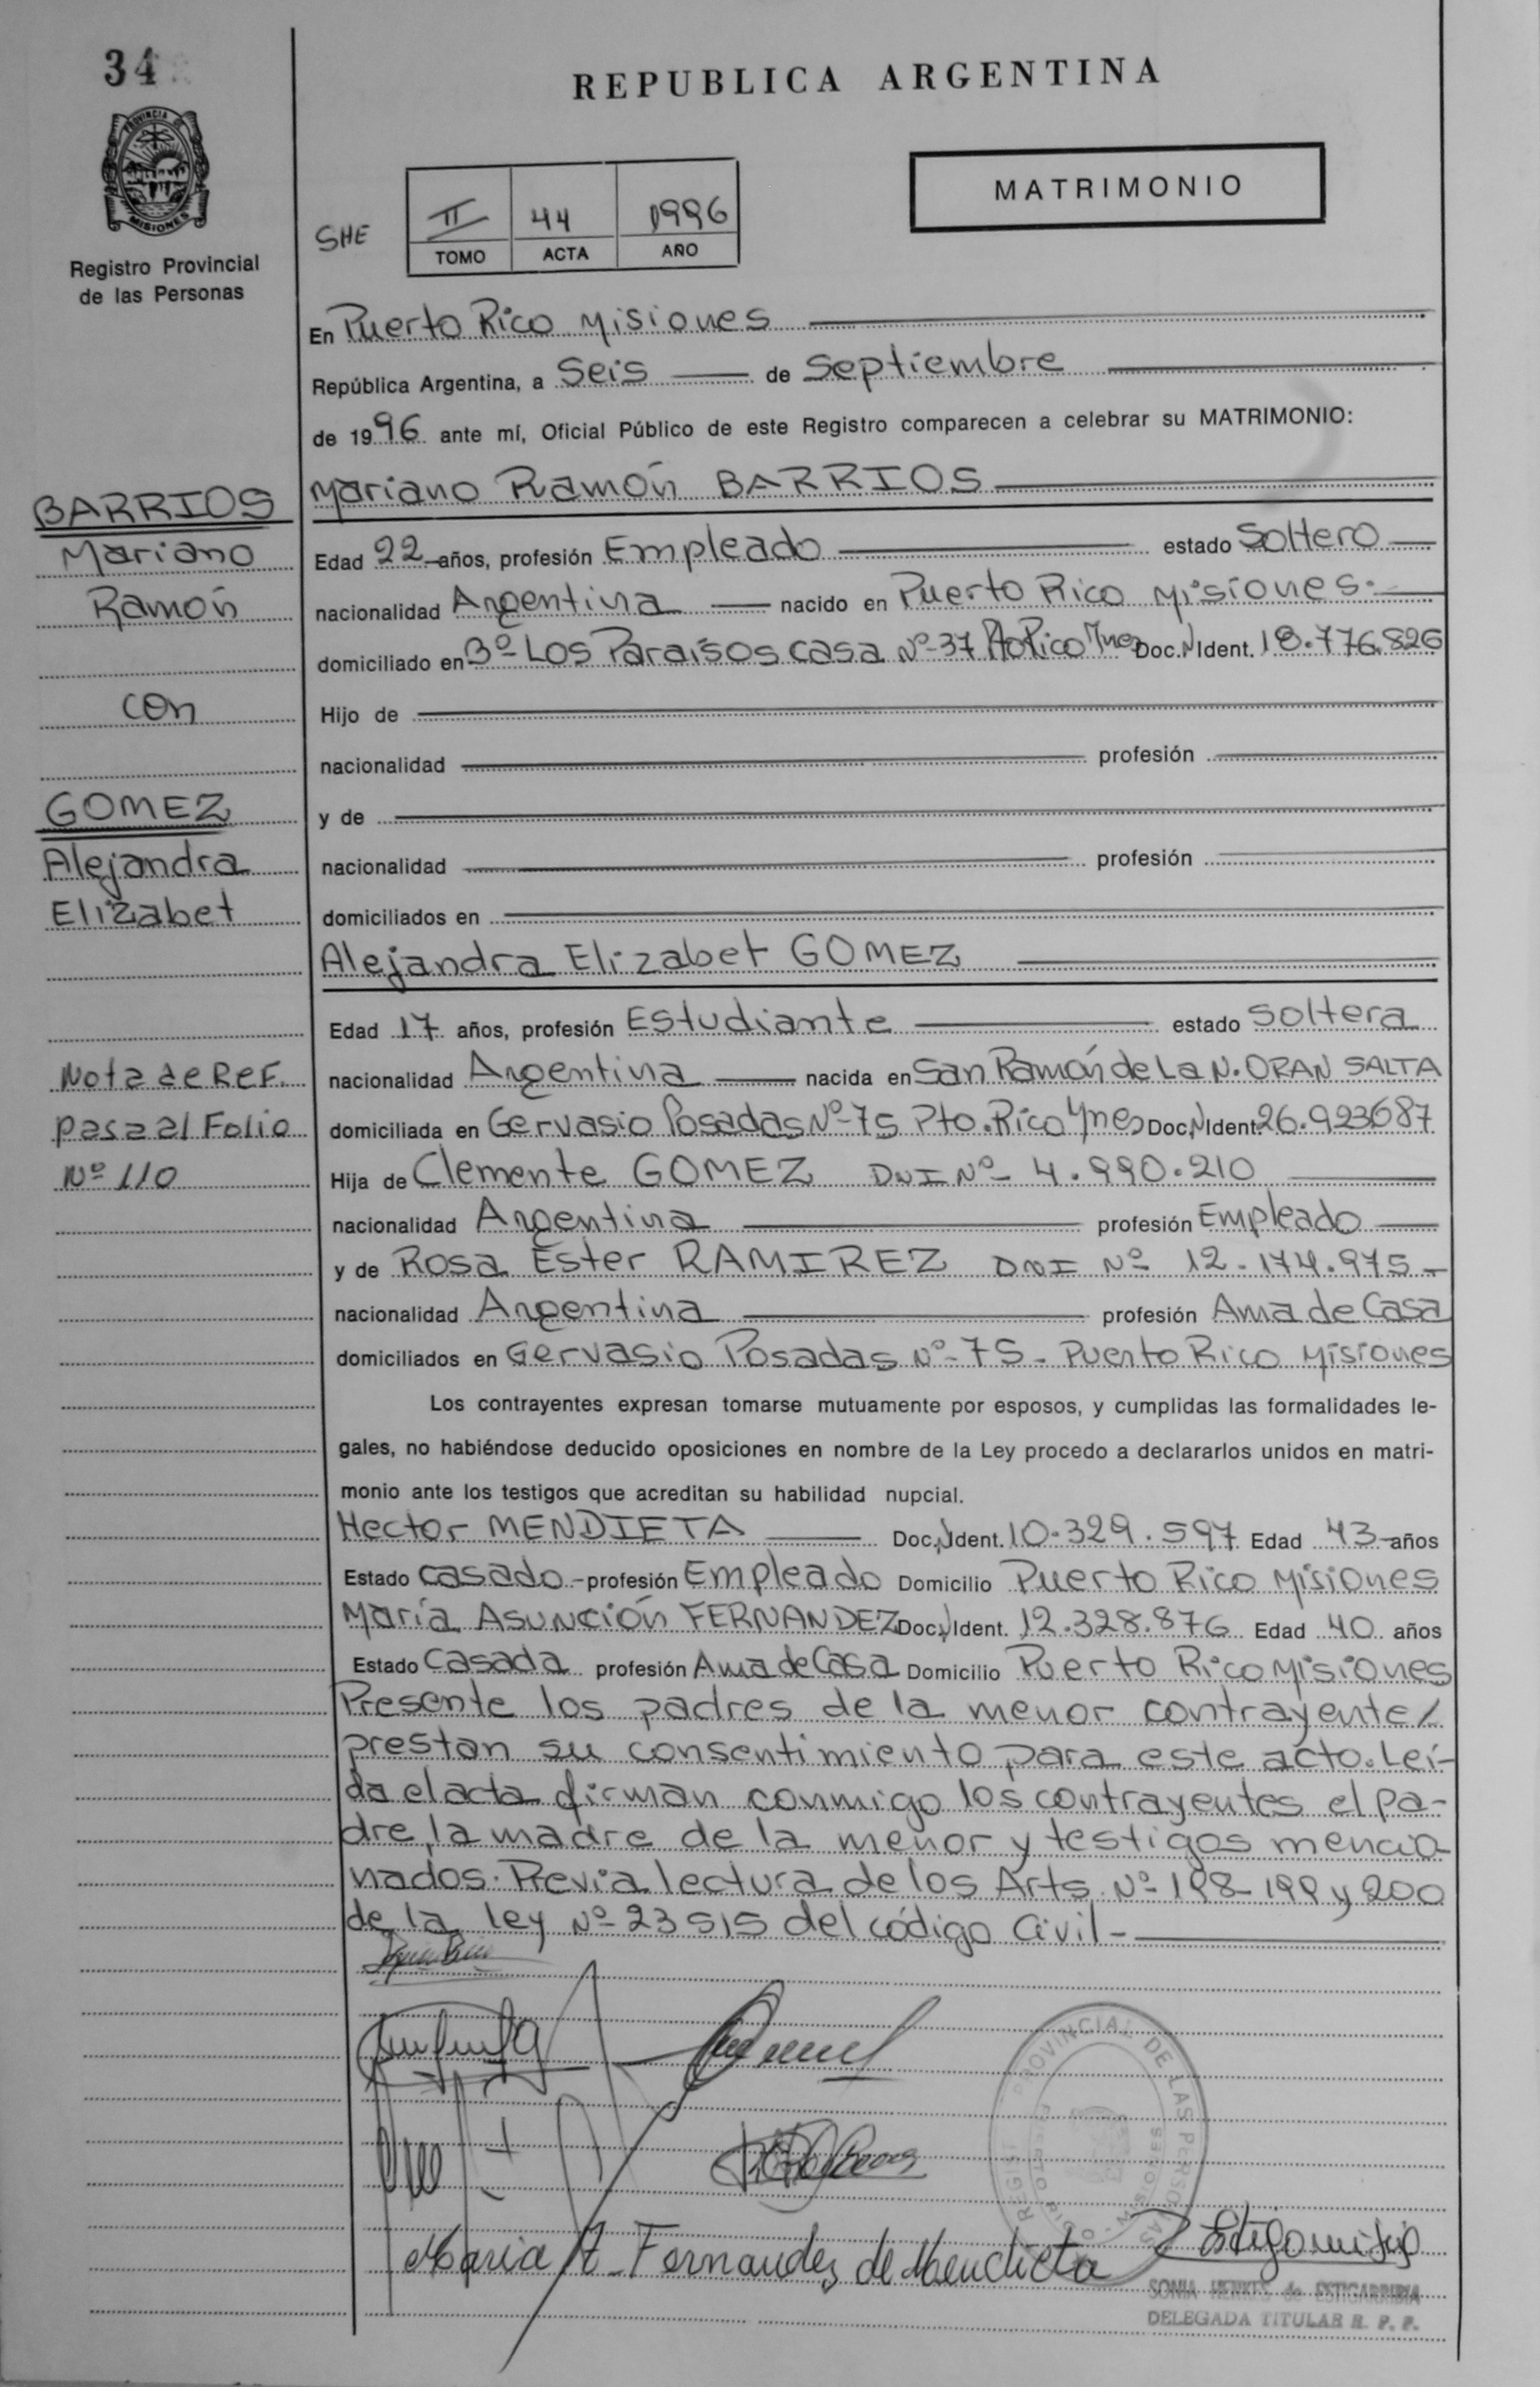 34
PROVINCIA DE
MISIONES
Registro Provincial
de las Personas
REPUBLICA ARGENTINA
MATRIMONIO
SHE
II 44 1996
TOMO ACTA AÑO
En Puerto Rico Misiones
República Argentina, a Seis de Septiembre
de 1996 ante mí, Oficial Público de este Registro comparecen a celebrar su MATRIMONIO:
Mariano Ramón BARRIOS
Edad 22 años, profesión Empleado estado Soltero
nacionalidad Argentina nacido en Puerto Rico Misiones.
domiciliado en Bº Los Paraísos casa Nº-37 Pto Rico Mnes Doc. N Ident. 18.776.826
Hijo de
nacionalidad profesión
y de
nacionalidad profesión
domiciliados en
Alejandra Elizabet GOMEZ
Edad 17 años, profesión Estudiante estado Soltera
nacionalidad Argentina nacida en San Ramón de La N. ORAN SALTA
domiciliada en Gervasio Posadas Nº-75 Pto. Rico Mnes Doc. N Ident. 26.923687
Hija de Clemente GOMEZ DNI Nº- 4.990.210
nacionalidad Argentina profesión Empleado
y de Rosa Ester RAMIREZ DNI Nº 12-174.975-
nacionalidad Argentina profesión Ama de Casa
domiciliados en Gervasio Posadas Nº-75- Puerto Rico Misiones
Los contrayentes expresan tomarse mutuamente por esposos, y cumplidas las formalidades le-
gales, no habiéndose deducido oposiciones en nombre de la Ley procedo a declararlos unidos en matri-
monio ante los testigos que acreditan su habilidad nupcial.
Hector MENDIETA Doc. N Ident. 10-329.597 Edad 43 años
Estado casado - profesión Empleado Domicilio Puerto Rico Misiones
María ASUNCIÓN FERNANDEZ Doc. N Ident. 12.328.876 Edad 40 años
Estado Casada profesión Ama de Casa Domicilio Puerto Rico Misiones
Presente los padres de la menor contrayente/
prestan su consentimiento para este acto. Leí-
da el acta firman conmigo los contrayentes el pa-
dre, la madre de la menor y testigos mencio
nados. Previa lectura de los Arts. Nº 198-199 y 200
de la ley Nº 23515 del código Civil-
BARRIOS
Mariano
Ramón
con
GOMEZ
Alejandra
Elizabet
Nota de Ref.
pasa al Folio
Nº 110
PROVINCIAL DE LAS PERSONAS
MISIONES
Maria A. Fernandez de Mendieta
SONIA HENKES de ESTIGARRIBIA
DELEGADA TITULAR R. P. P.